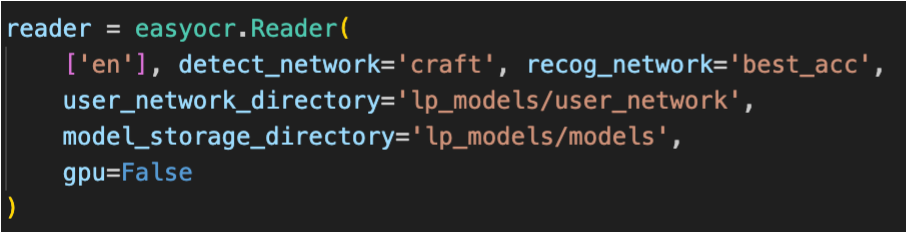 reader = easyocr.Reader(
['en'], detect_network='craft', recog_network='best_acc',
user_network_directory='lp_models/user_network',
model_storage_directory='lp_models/models',
gpu=False
)